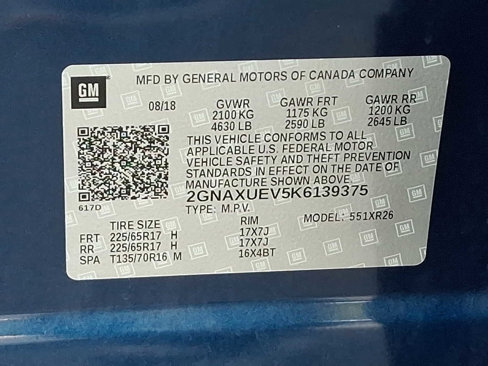 GM
MFD BY GENERAL MOTORS OF CANADA COMPANY
08/18 GVWR GAWR FRT GAWR RR
2100 KG 1175 KG 1200 KG
4630 LB 2590 LB 2645 LB
THIS VEHICLE CONFORMS TO ALL
APPLICABLE U.S. FEDERAL MOTOR
VEHICLE SAFETY AND THEFT PREVENTION
STANDARDS IN EFFECT ON THE DATE OF
MANUFACTURE SHOWN ABOVE.
2GNAXUEV5K6139375
617D
TYPE: M.P.V. MODEL: 551XR26
TIRE SIZE RIM
FRT 225/65R17 H 17X7J
RR 225/65R17 H 17X7J
SPA T135/70R16 M 16X4BT